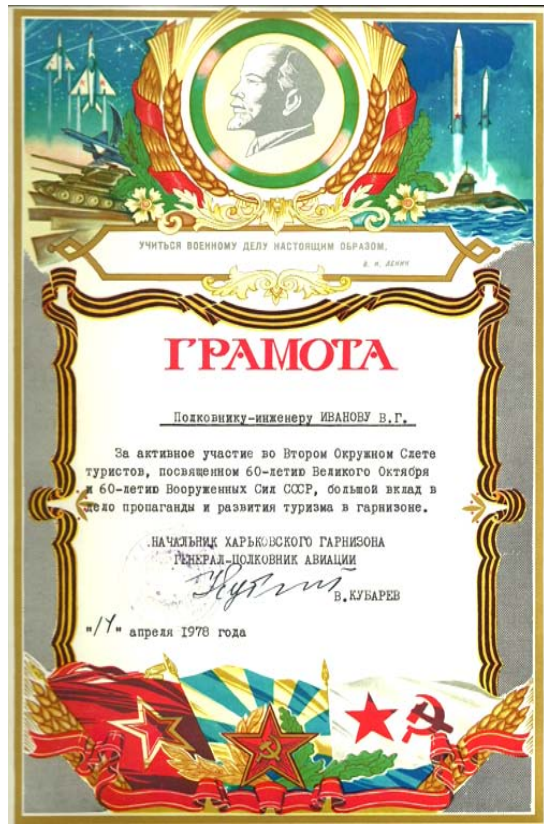 УЧИТЬСЯ ВОЕННОМУ ДЕЛУ НАСТОЯЩИМ ОБРАЗОМ.
В. И. ЛЕНИН
ГРАМОТА
Полковнику-инженеру ИВАНОВУ В.Г.
За активное участие во Втором Окружном Слете
туристов, посвященном 60-летию Великого Октября
и 60-летию Вооруженных Сил СССР, большой вклад в
дело пропаганды и развития туризма в гарнизоне.
НАЧАЛЬНИК ХАРЬКОВСКОГО ГАРНИЗОНА
ГЕНЕРАЛ-ПОЛКОВНИК АВИАЦИИ
В.КУБАРЕВ
"14" апреля 1978 года